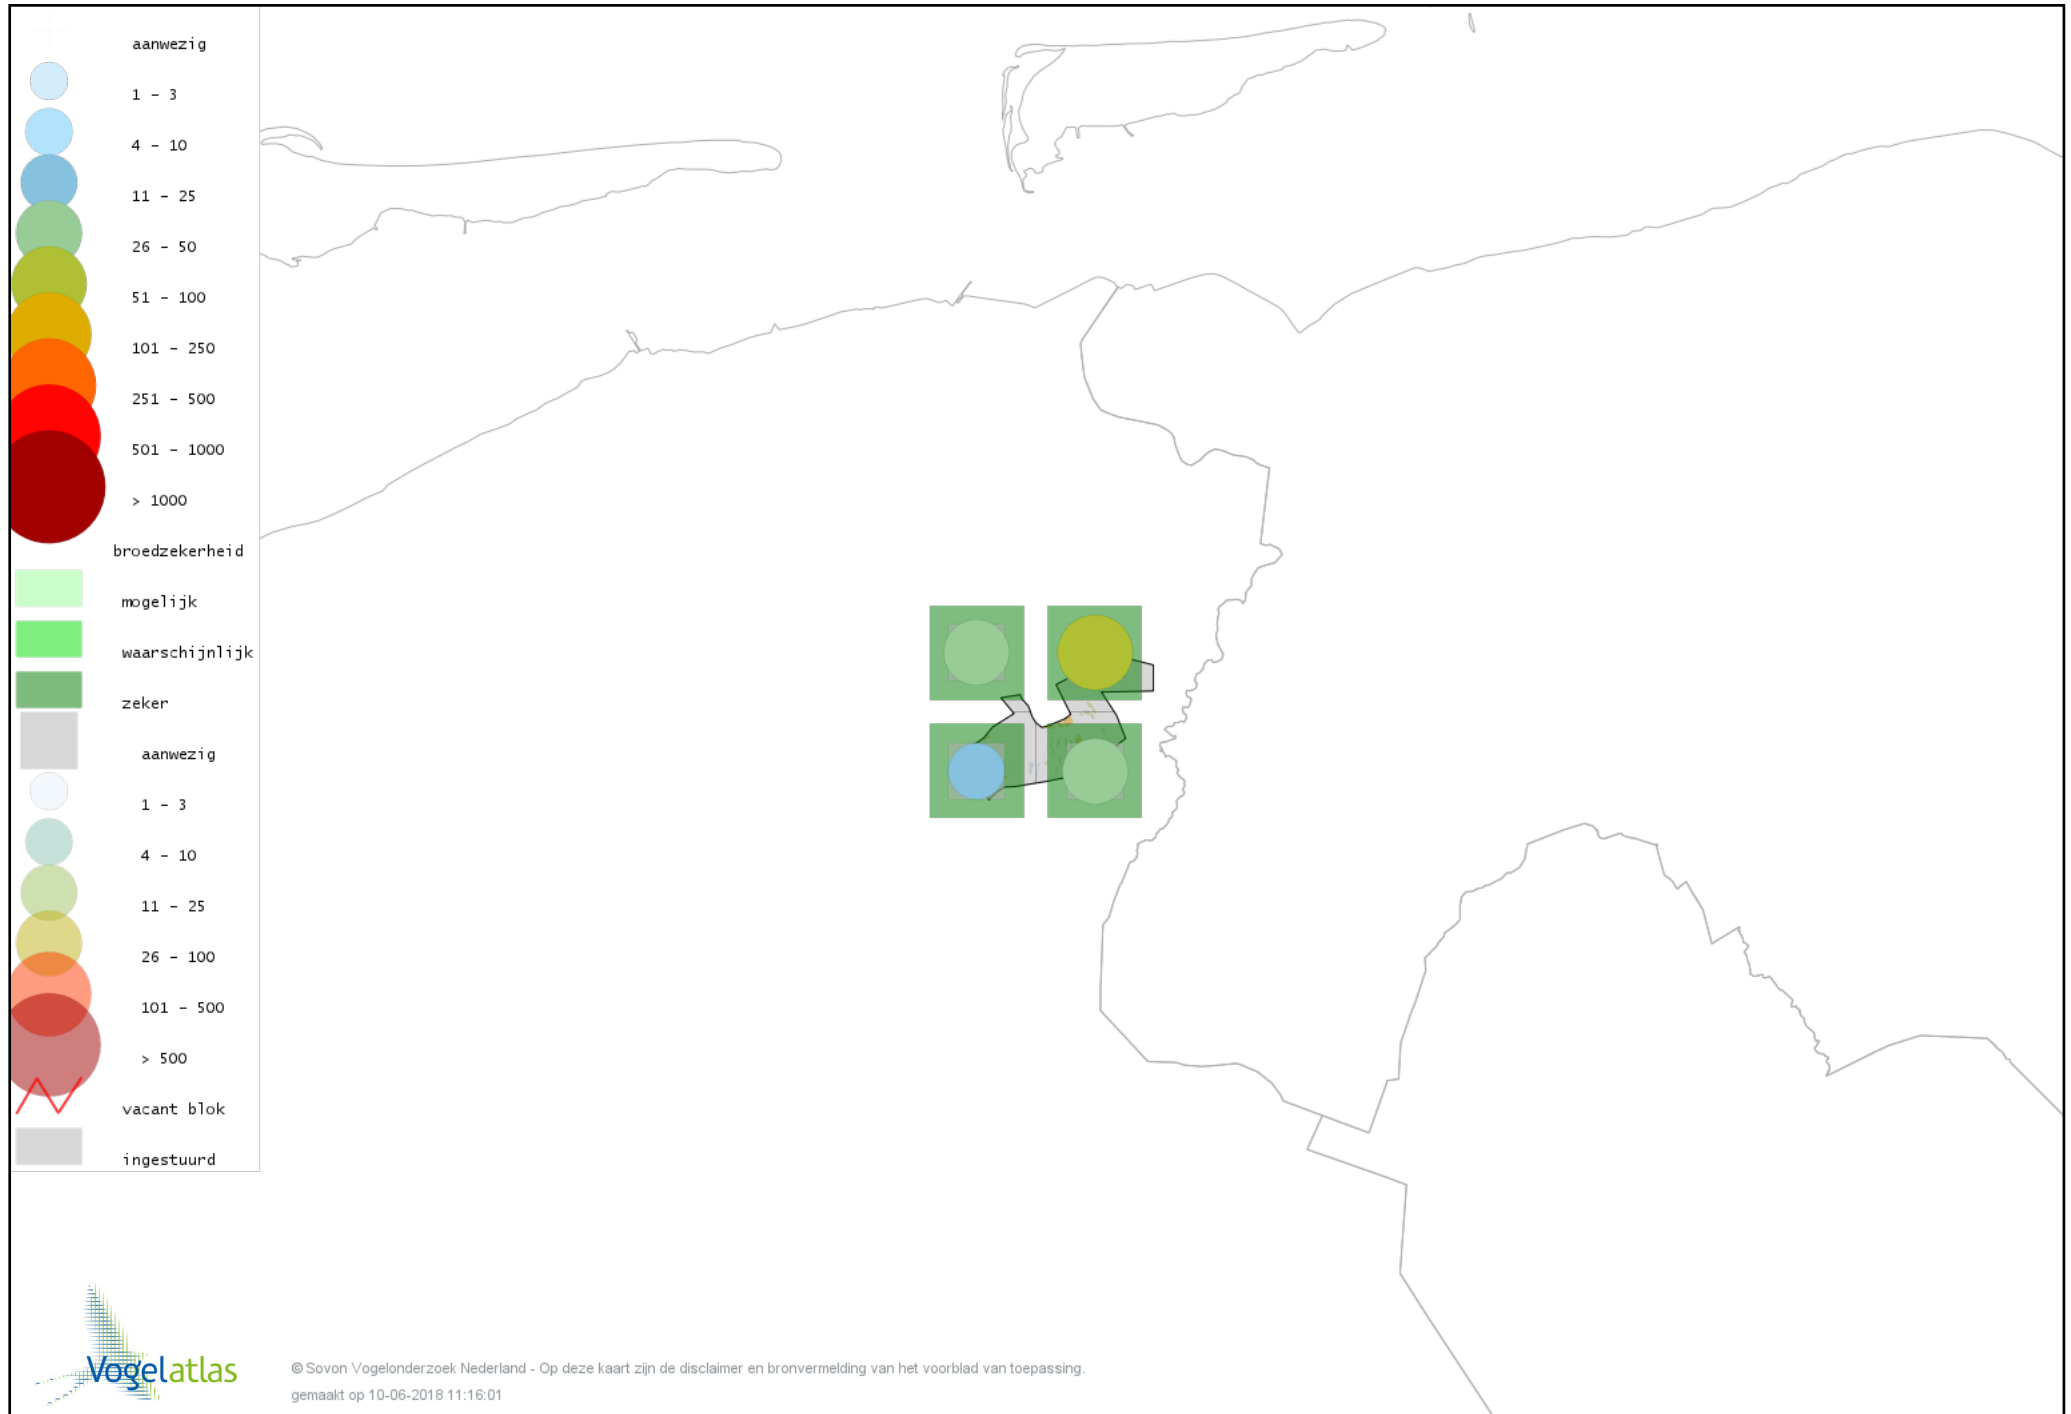 aanwezig
1 - 3
4 - 10
11 - 25
26 - 50
51 - 100
101 - 250
251 - 500
501 - 1000
> 1000
broedzekerheid
mogelijk
waarschijnlijk
zeker
aanwezig
1 - 3
4 - 10
11 - 25
26 - 100
101 - 500
> 500
vacant blok
ingestuurd
Vogelatlas
© Sovon Vogelonderzoek Nederland - Op deze kaart zijn de disclaimer en bronvermelding van het voorblad van toepassing.
gemaakt op 10-06-2018 11:16:01